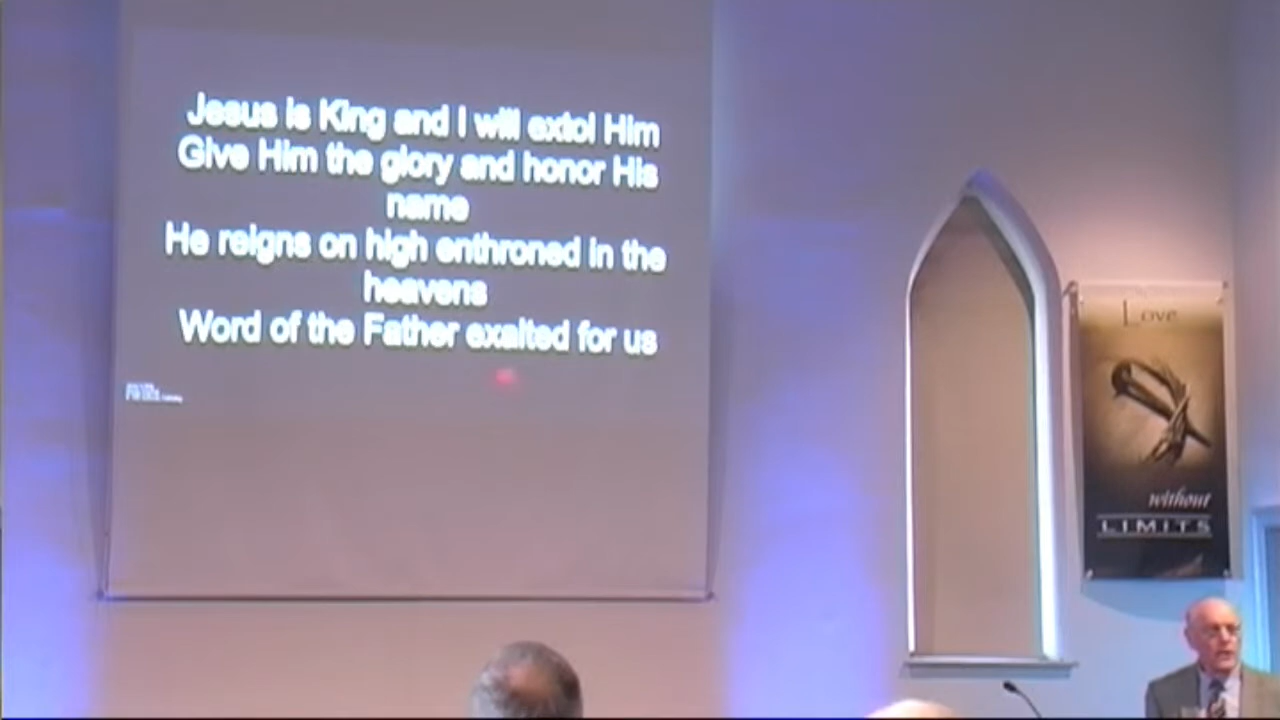 Jesus is King and I will extol Him
Give Him the glory and honor His
name
He reigns on high enthroned in the
heavens
Word of the Father exalted for us
Love
without
LIMITS